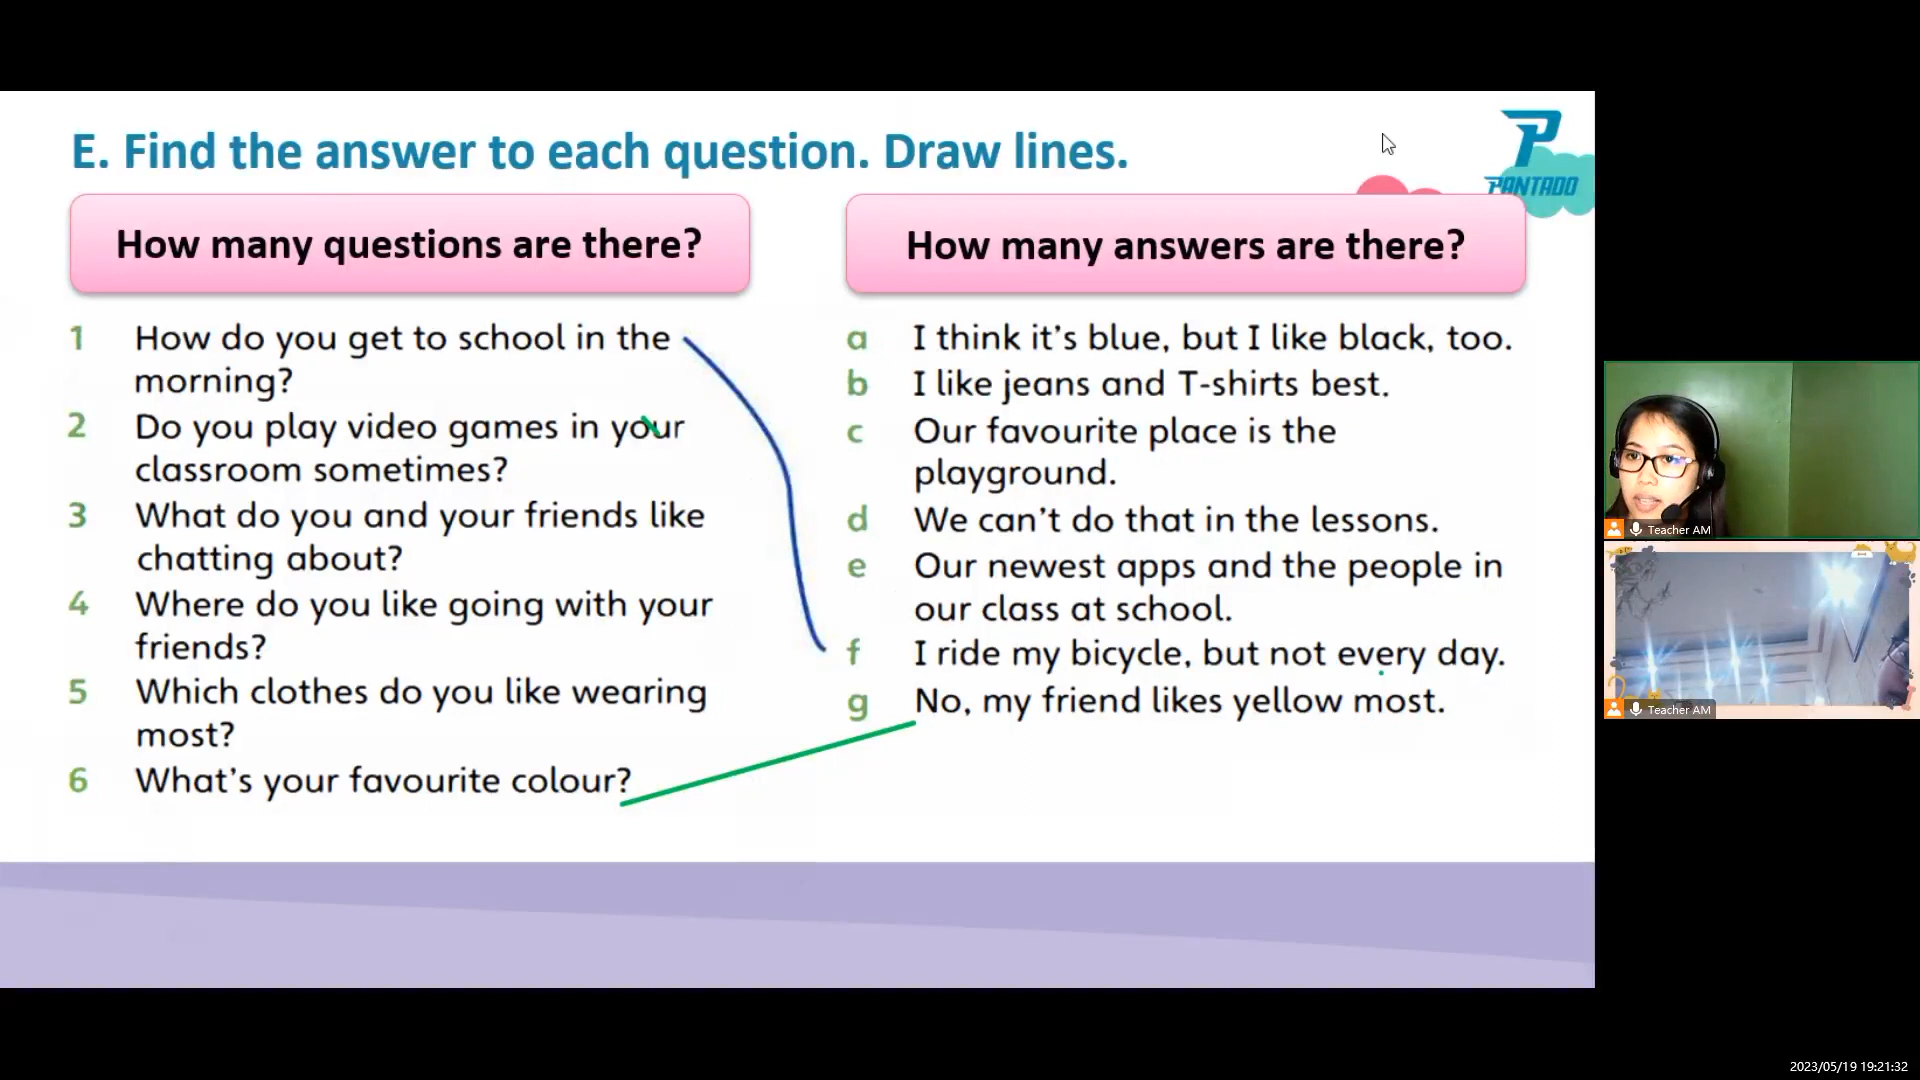 E. Find the answer to each question. Draw lines.
PANTADO
How many questions are there?
How many answers are there?
1 How do you get to school in the
morning?
2 Do you play video games in your
classroom sometimes?
3 What do you and your friends like
chatting about?
4 Where do you like going with your
friends?
5 Which clothes do you like wearing
most?
6 What's your favourite colour?
a I think it's blue, but I like black, too.
b I like jeans and T-shirts best.
c Our favourite place is the
playground.
d We can't do that in the lessons.
e Our newest apps and the people in
our class at school.
f I ride my bicycle, but not every day.
g No, my friend likes yellow most.
Teacher AM
Teacher AM
2023/05/19 19:21:32